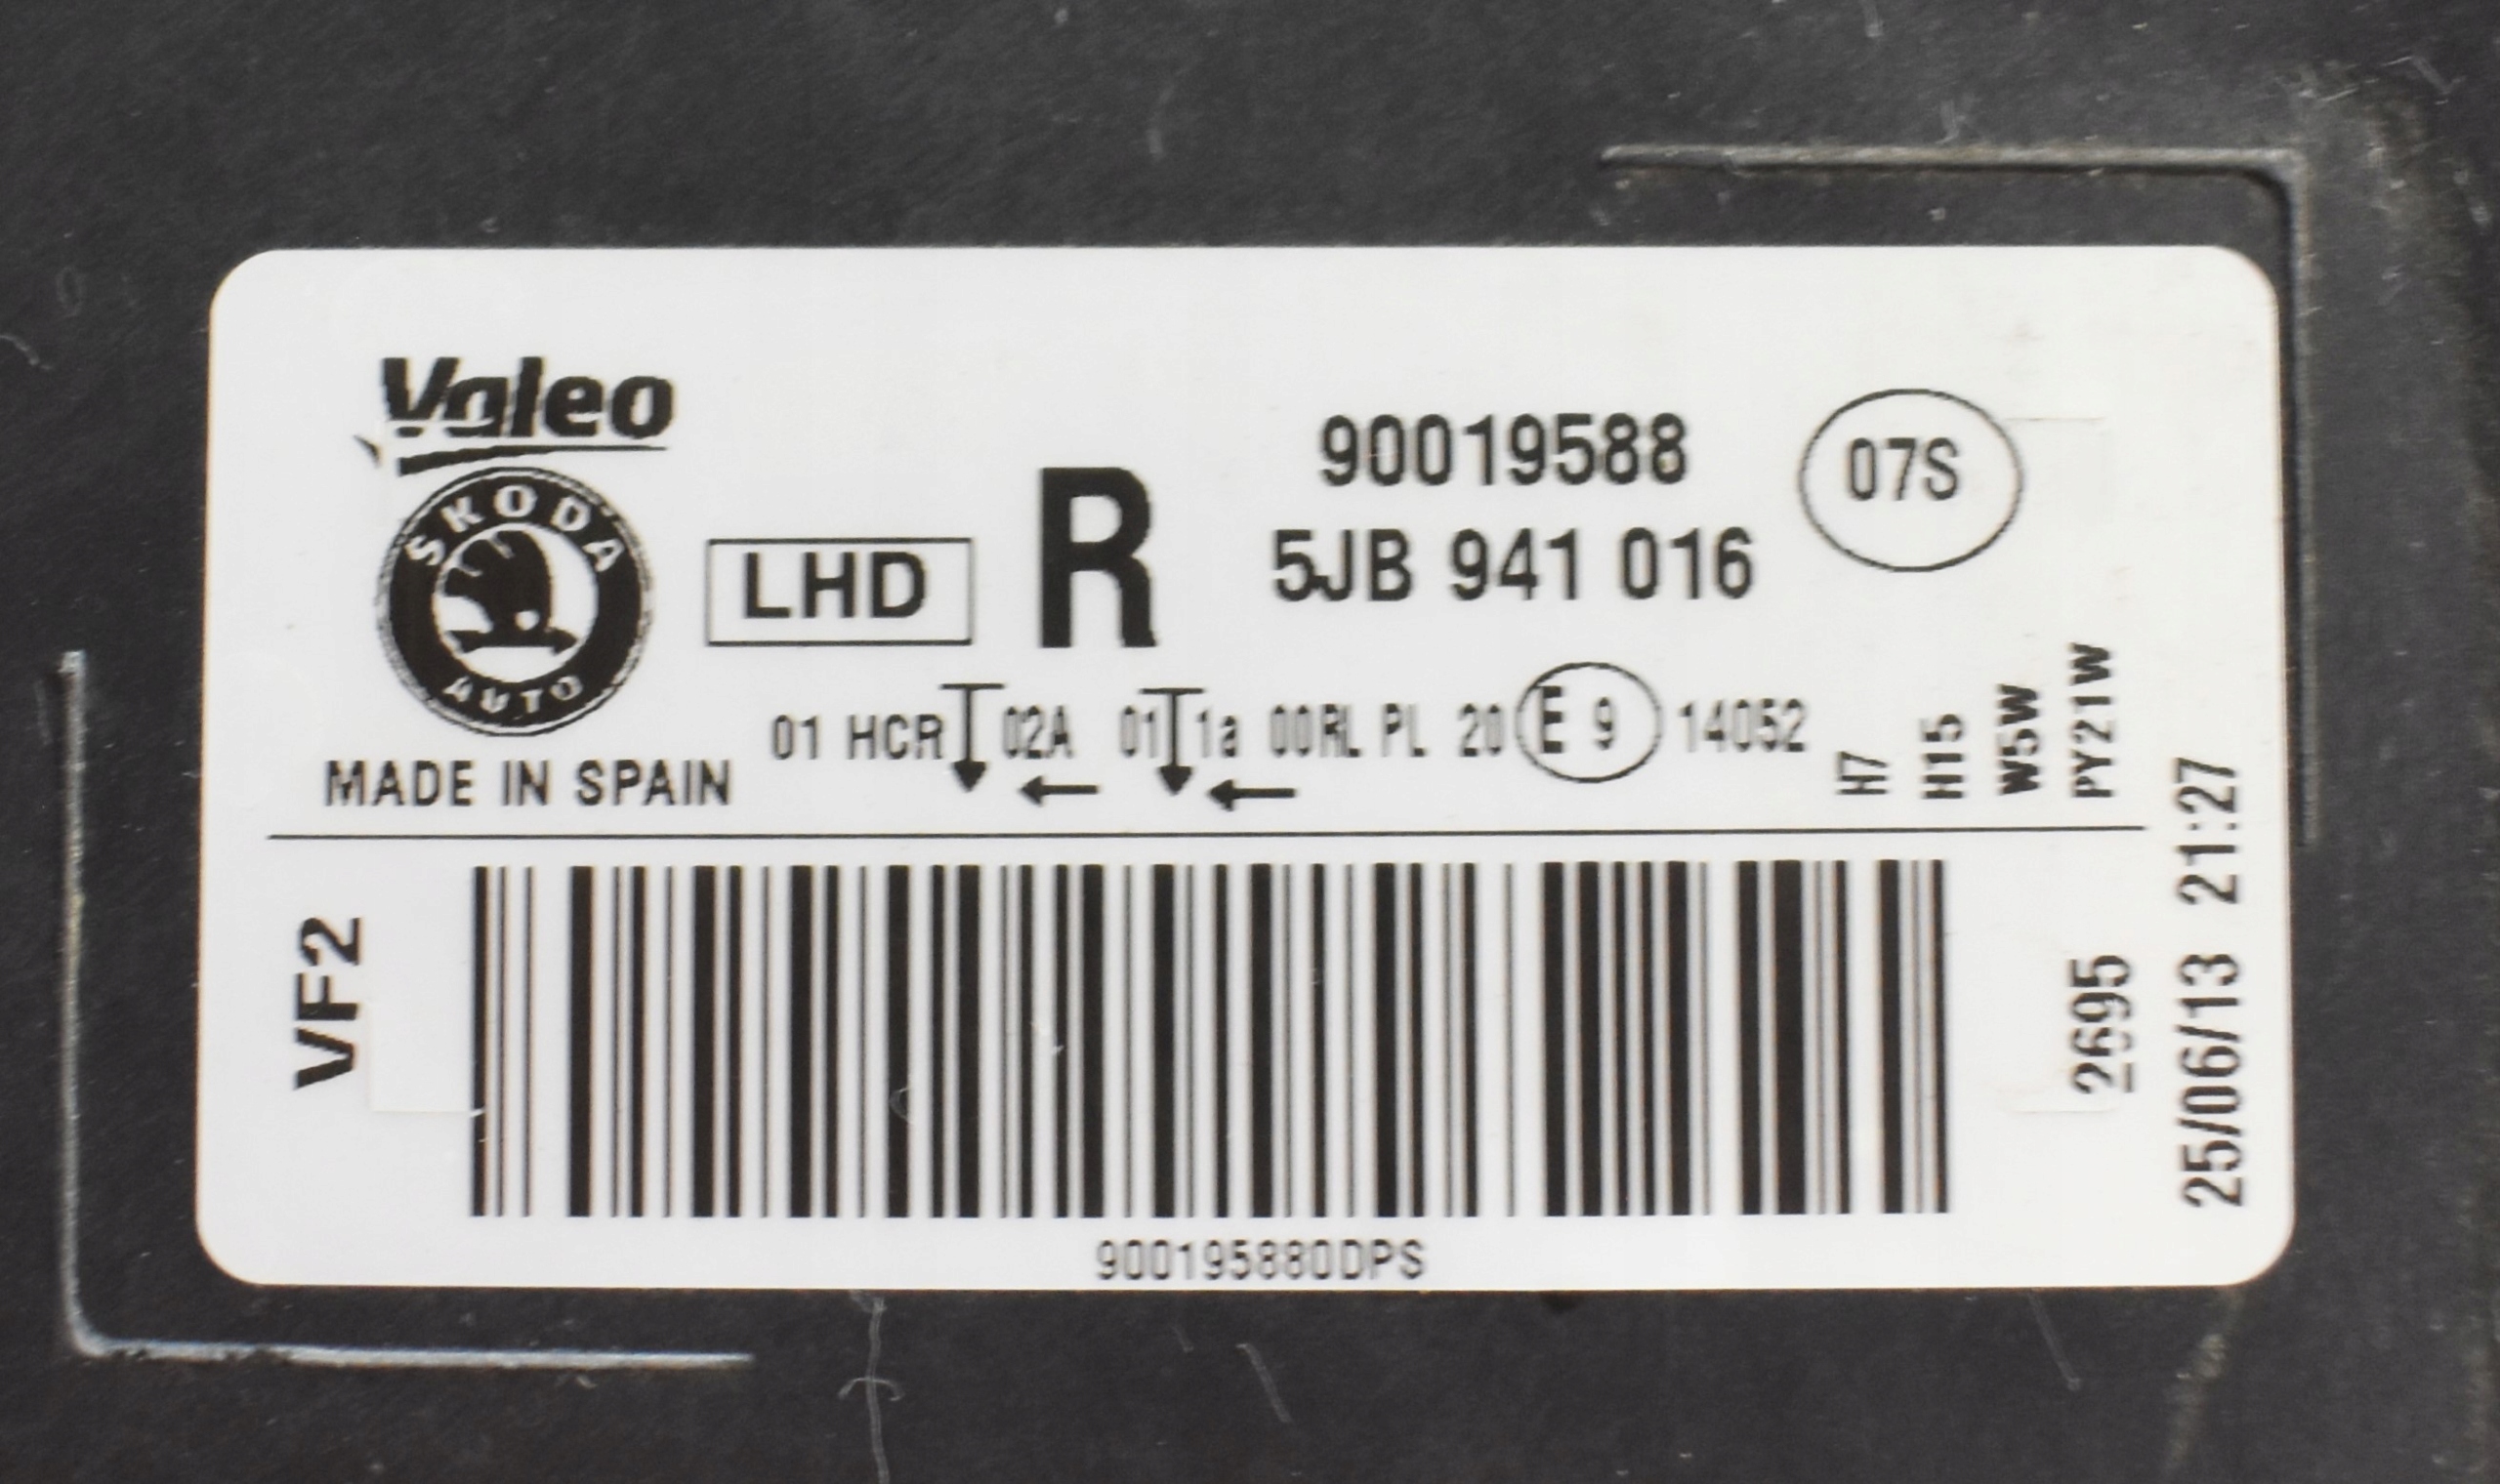 Valeo
SKODA
AUTO
MADE IN SPAIN
LHD
R
90019588
5JB 941 016
07S
01 HCR 02A 01 1a 00RL PL 20 E 9 14052
H7
H15
W5W
PY21W
VF2
2695
25/06/13 21:27
900195880DPS